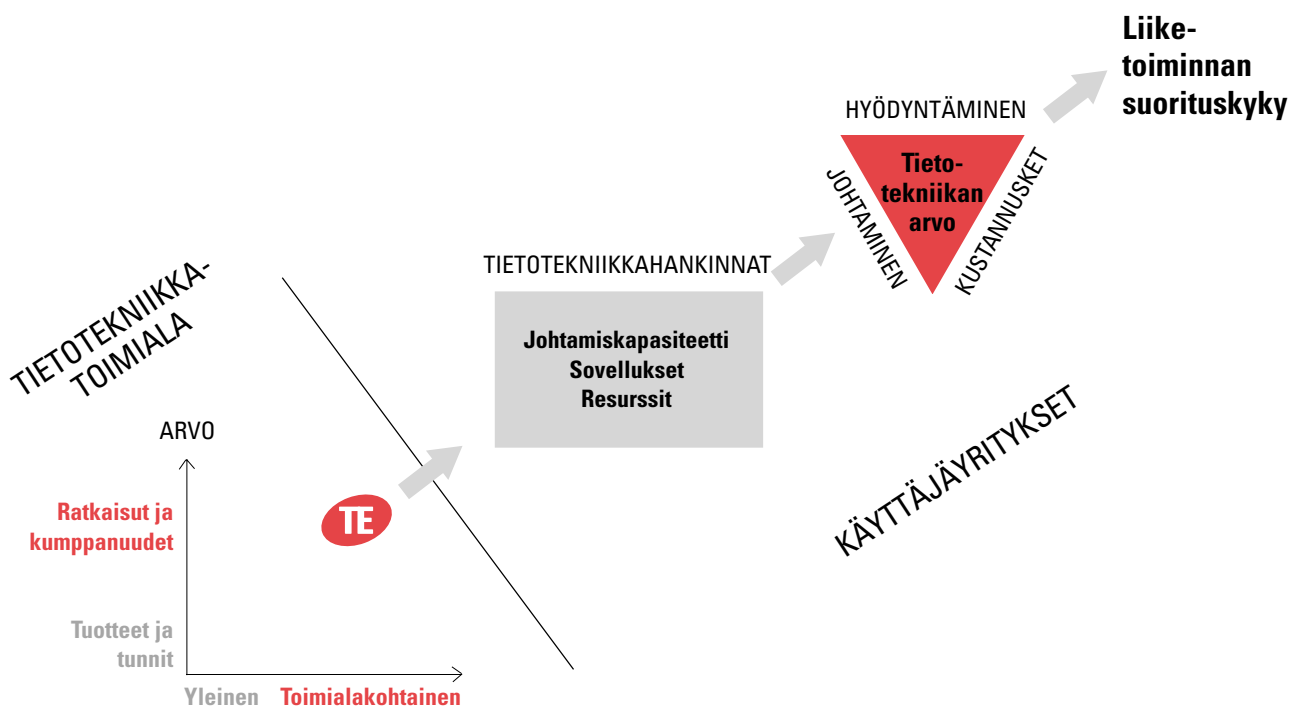 Liike-
toiminnan
suorituskyky
HYÖDYNTÄMINEN
Tieto-
tekniikan
arvo
JOHTAMINEN
KUSTANNUSKET
TIETOTEKNIIKKAHANKINNAT
Johtamiskapasiteetti
Sovellukset
Resurssit
TIETOTEKNIIKKA-
TOIMIALA
KÄYTTÄJÄYRITYKSET
ARVO
Ratkaisut ja
kumppanuudet
TE
Tuotteet ja
tunnit
Yleinen Toimialakohtainen